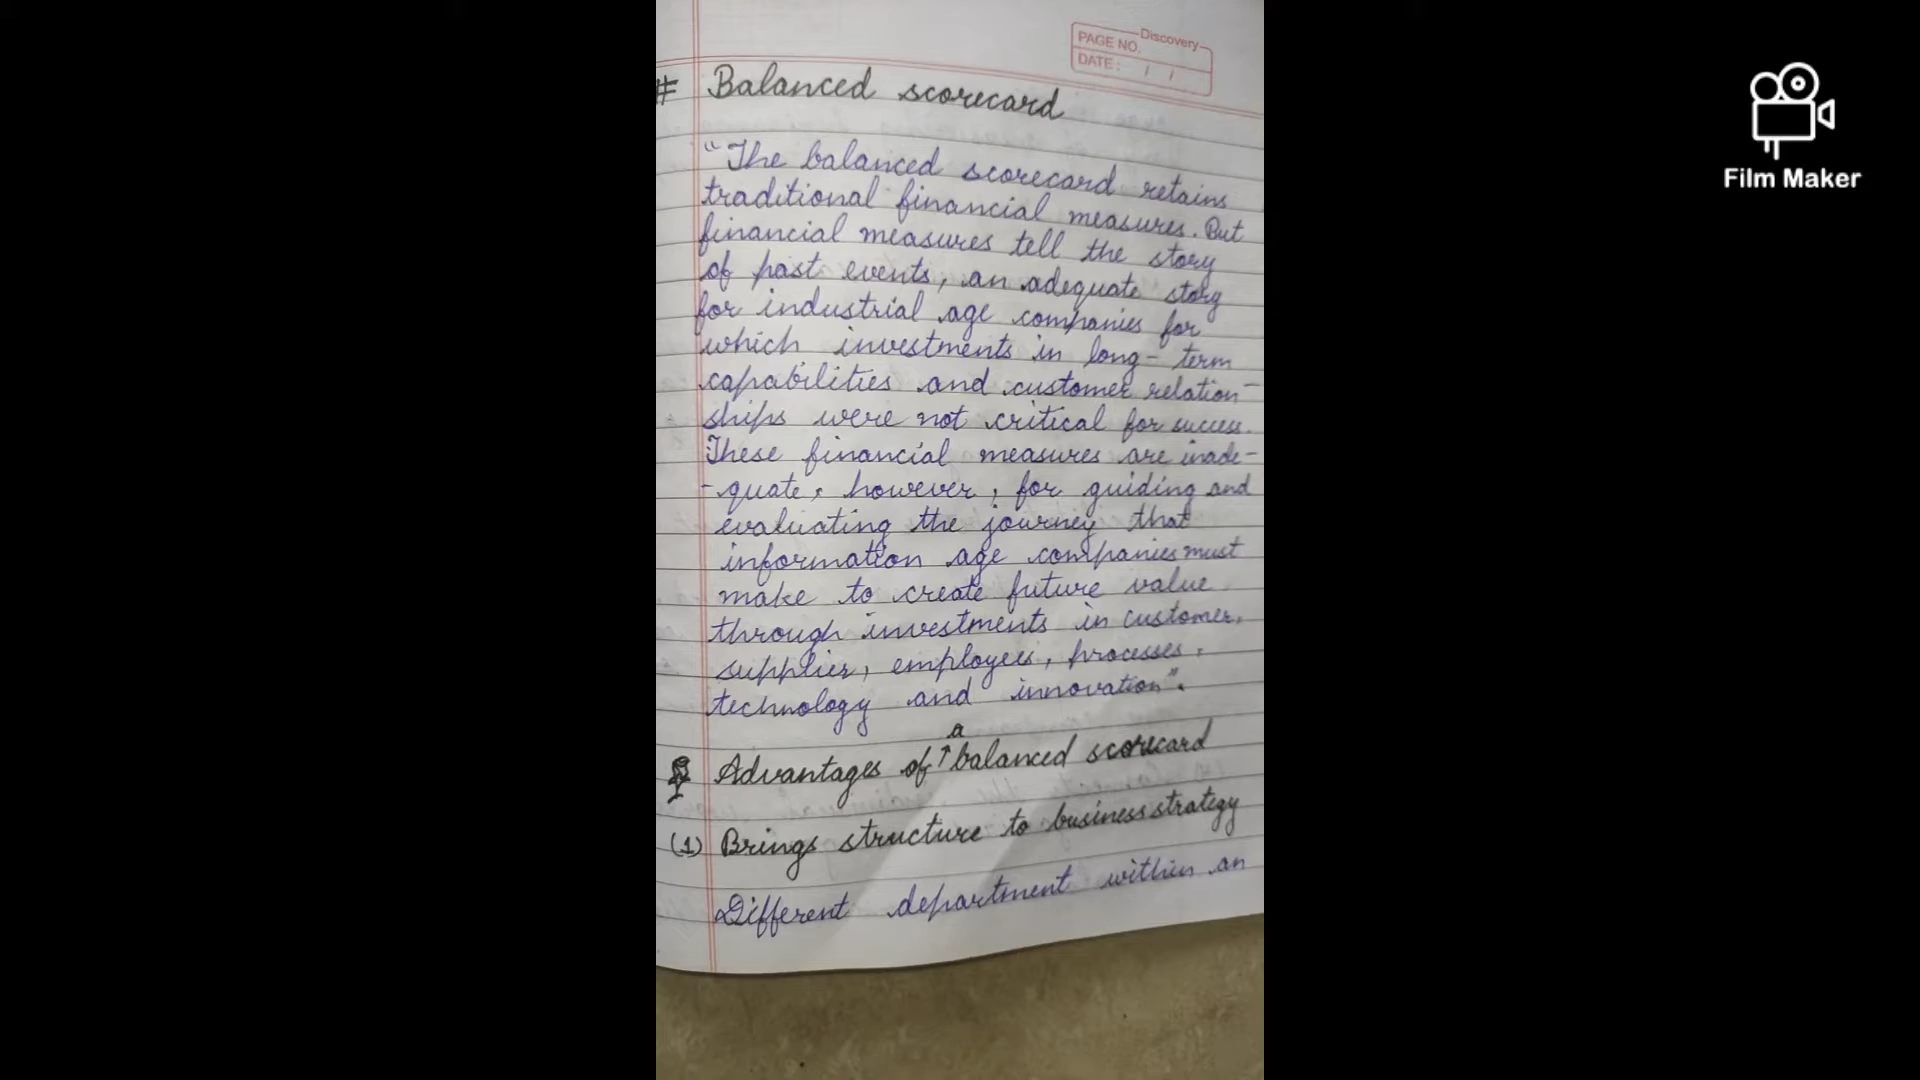 Discovery
PAGE NO.
DATE: / /
# Balanced scorecard
"The balanced scorecard retains
traditional financial measures. But
financial measures tell the story
of past events, an adequate story
for industrial age companies for
which investments in long-term
capabilities and customer relation-
ships were not critical for success.
These financial measures are inade-
-quate, however, for guiding and
evaluating the journey that
information age companies must
make to create future value
through investments in customer,
supplier, employees, processes,
technology and innovation".
Advantages of ↑a balanced scorecard
(1) Brings structure to business strategy
Different department within an
Film Maker